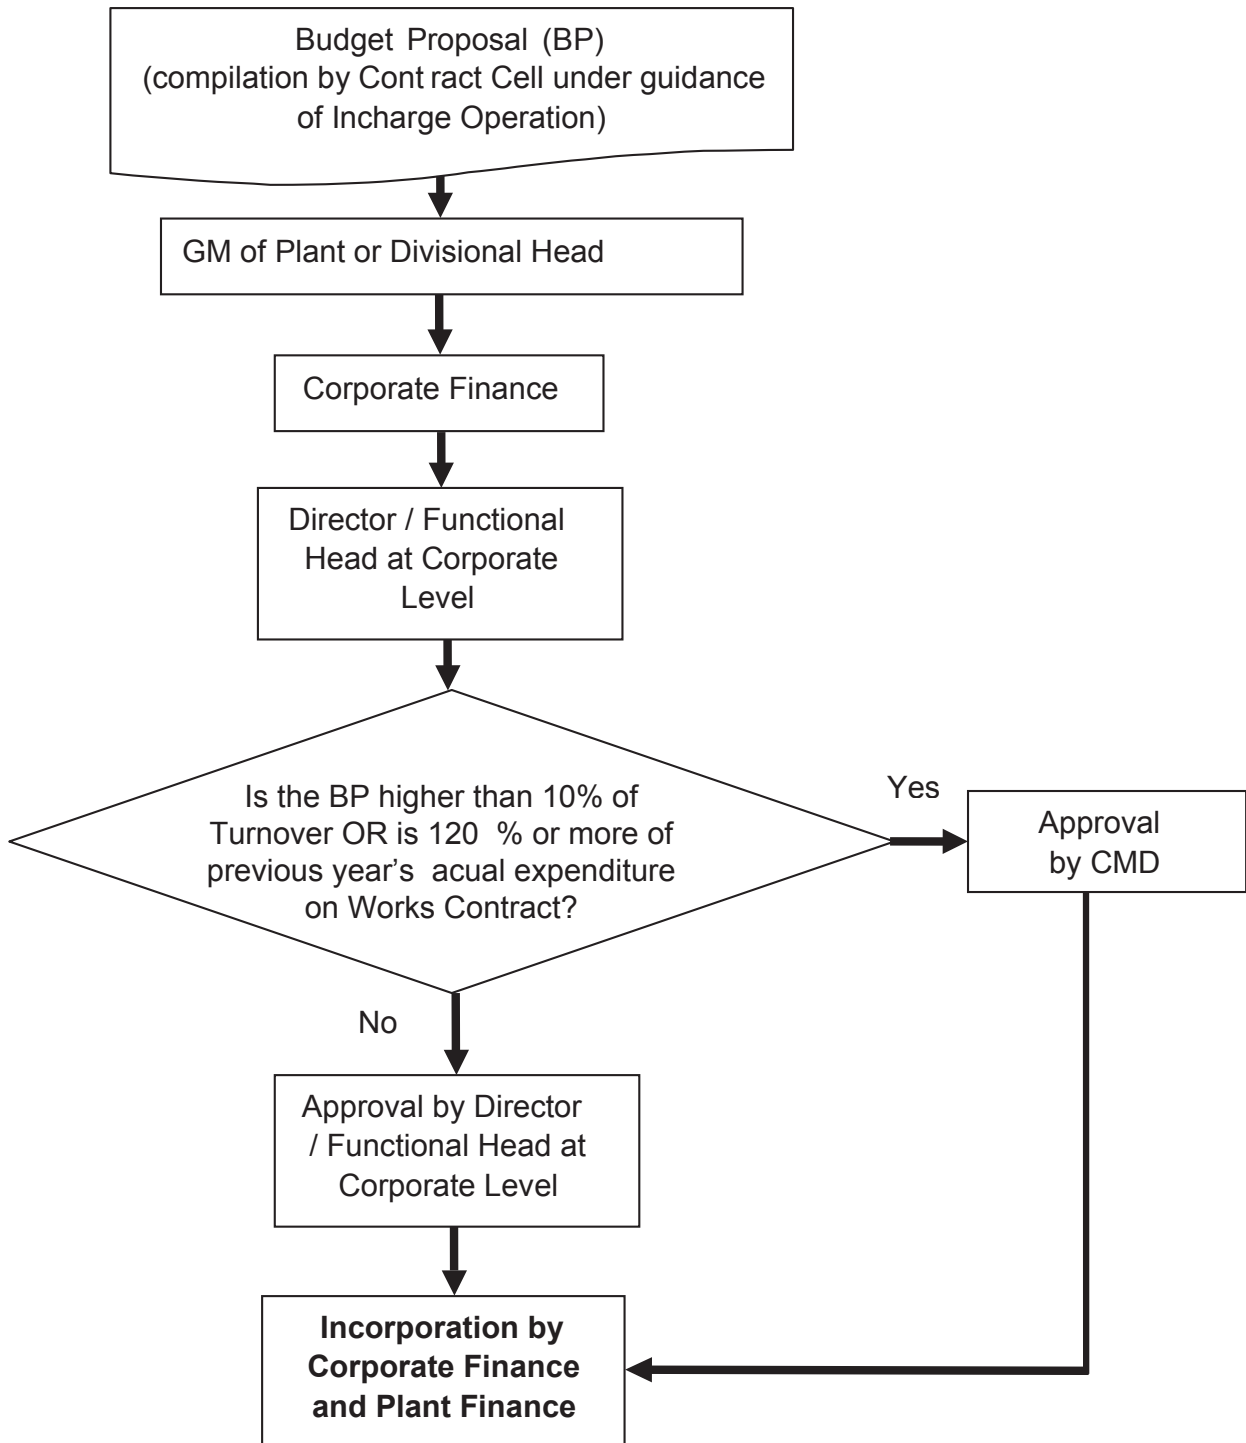 Budget Proposal (BP)
(compilation by Cont ract Cell under guidance
of Incharge Operation)
GM of Plant or Divisional Head
Corporate Finance
Director / Functional
Head at Corporate
Level
Is the BP higher than 10% of
Turnover OR is 120 % or more of
previous year's acual expenditure
on Works Contract?
Yes
Approval
by CMD
No
Approval by Director
/ Functional Head at
Corporate Level
Incorporation by
Corporate Finance
and Plant Finance